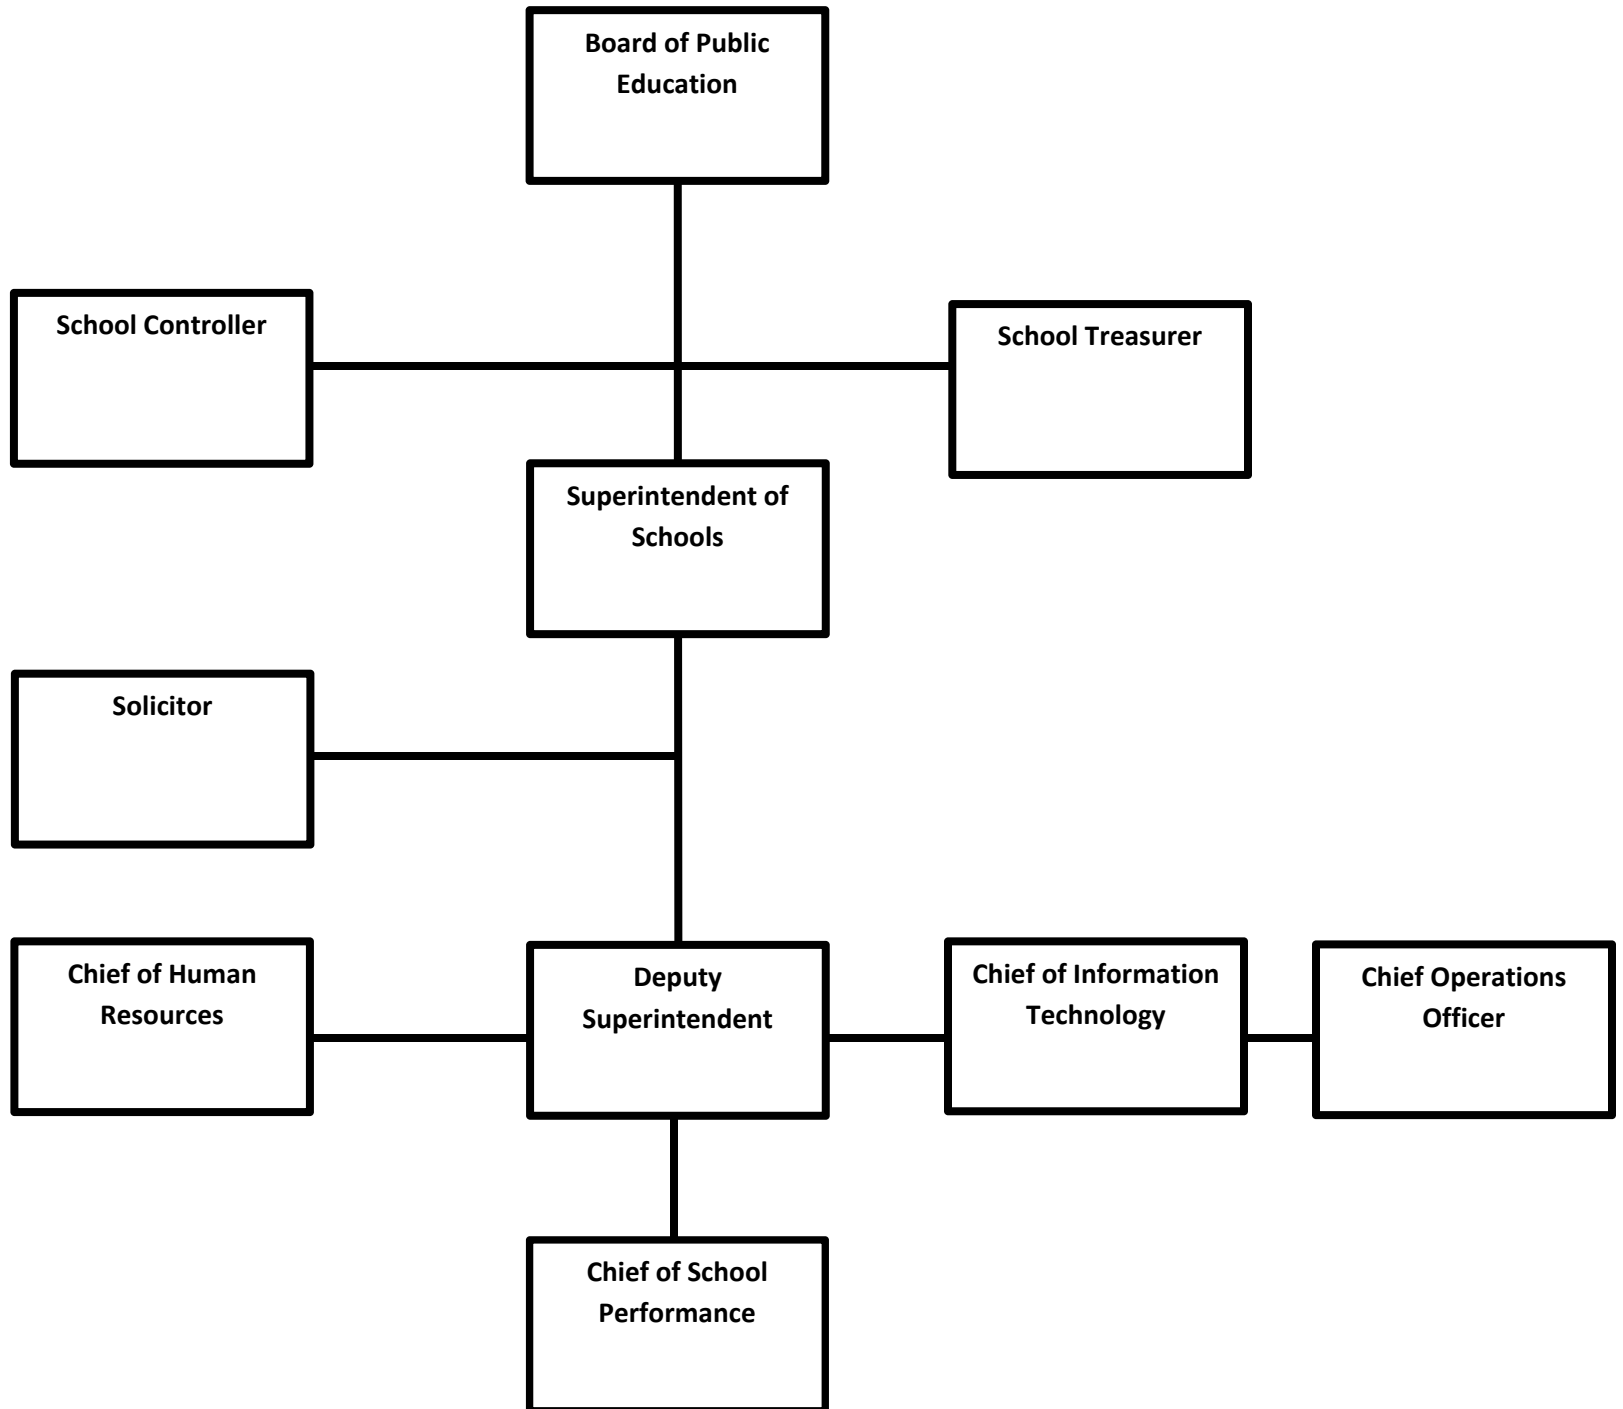 Board of Public
Education
School Controller
School Treasurer
Superintendent of
Schools
Solicitor
Chief of Human
Resources
Deputy
Superintendent
Chief of Information
Technology
Chief Operations
Officer
Chief of School
Performance